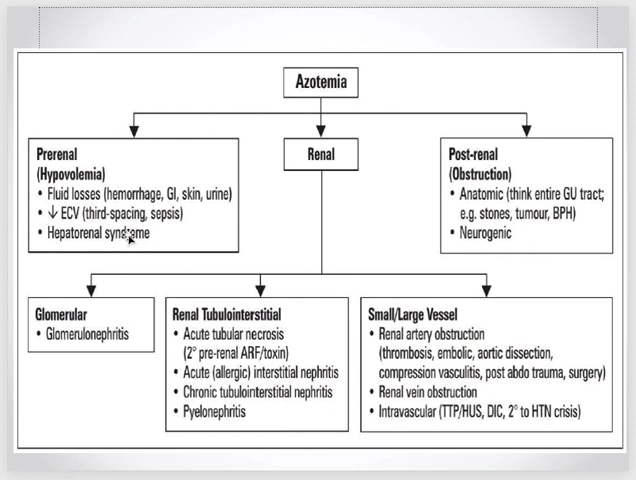 Azotemia
Prerenal
(Hypovolemia)
• Fluid losses (hemorrhage, GI, skin, urine)
• ↓ ECV (third-spacing, sepsis)
• Hepatorenal syndrome
Renal
Post-renal
(Obstruction)
• Anatomic (think entire GU tract;
e.g. stones, tumour, BPH)
• Neurogenic
Glomerular
• Glomerulonephritis
Renal Tubulointerstitial
• Acute tubular necrosis
(2° pre-renal ARF/toxin)
• Acute (allergic) interstitial nephritis
• Chronic tubulointerstitial nephritis
• Pyelonephritis
Small/Large Vessel
• Renal artery obstruction
(thrombosis, embolic, aortic dissection,
compression vasculitis, post abdo trauma, surgery)
• Renal vein obstruction
• Intravascular (TTP/HUS, DIC, 2° to HTN crisis)